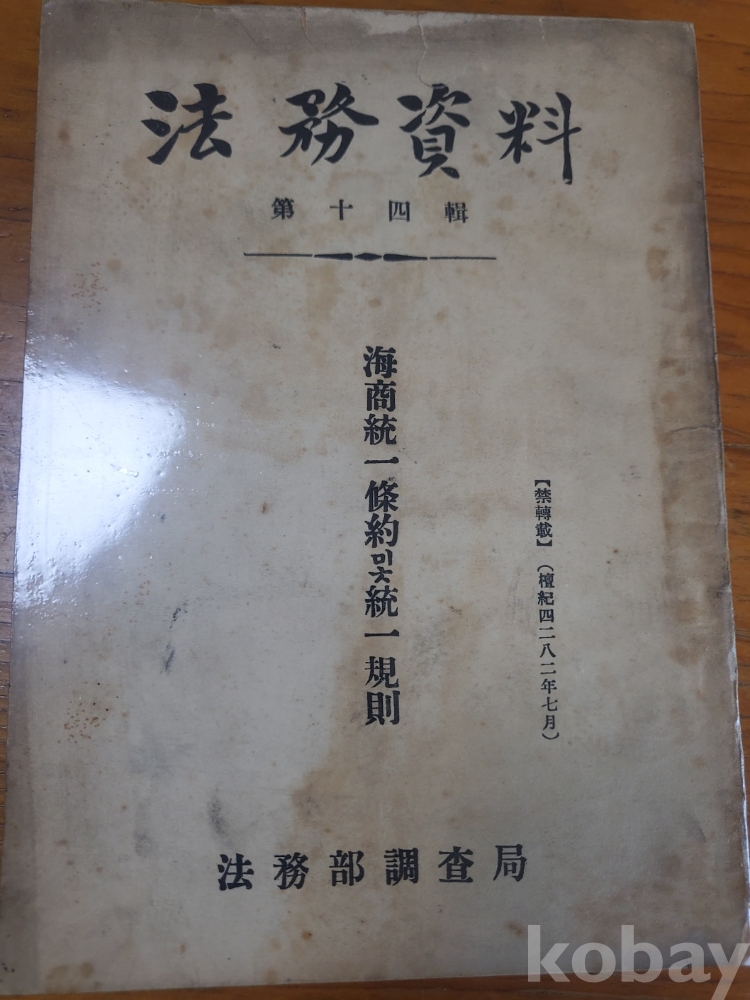 法務資料
第十四輯
【禁轉載】 (檀紀四二八二年七月)
海商統一條約및統一規則
法務部調査局
kobay